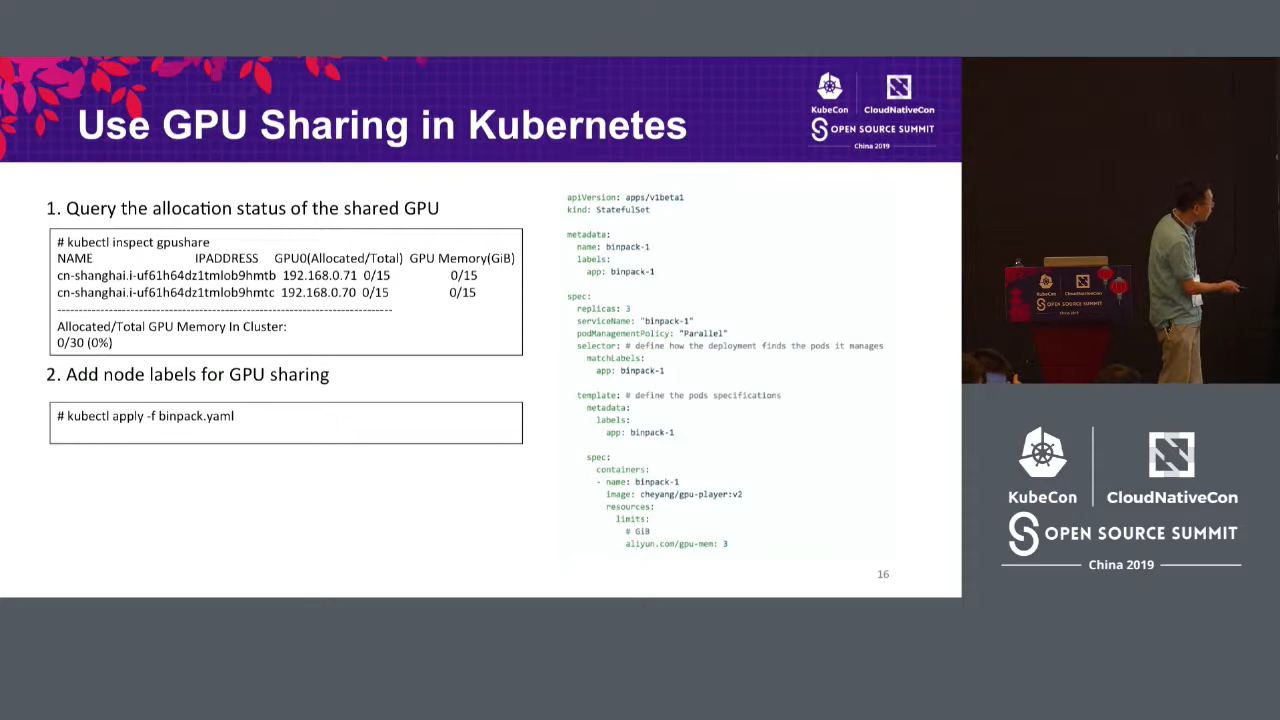 Use GPU Sharing in Kubernetes
KubeCon
CloudNativeCon
OPEN SOURCE SUMMIT
China 2019
1. Query the allocation status of the shared GPU
# kubectl inspect gpushare
NAME IPADDRESS GPU0(Allocated/Total) GPU Memory(GiB)
cn-shanghai.i-uf61h64dz1tmlob9hmtb 192.168.0.71 0/15 0/15
cn-shanghai.i-uf61h64dz1tmlob9hmtc 192.168.0.70 0/15 0/15
------------------------------------------------------------------------------
Allocated/Total GPU Memory In Cluster:
0/30 (0%)
2. Add node labels for GPU sharing
# kubectl apply -f binpack.yaml
apiVersion: apps/v1beta1
kind: StatefulSet
metadata:
name: binpack-1
labels:
app: binpack-1
spec:
replicas: 3
serviceName: "binpack-1"
podManagementPolicy: "Parallel"
selector: # define how the deployment finds the pods it manages
matchLabels:
app: binpack-1
template: # define the pods specifications
metadata:
labels:
app: binpack-1
spec:
containers:
- name: binpack-1
image: cheyang/gpu-player:v2
resources:
limits:
# GiB
aliyun.com/gpu-mem: 3
16
KubeCon
CloudNativeCon
OPEN SOURCE SUMMIT
China 2019